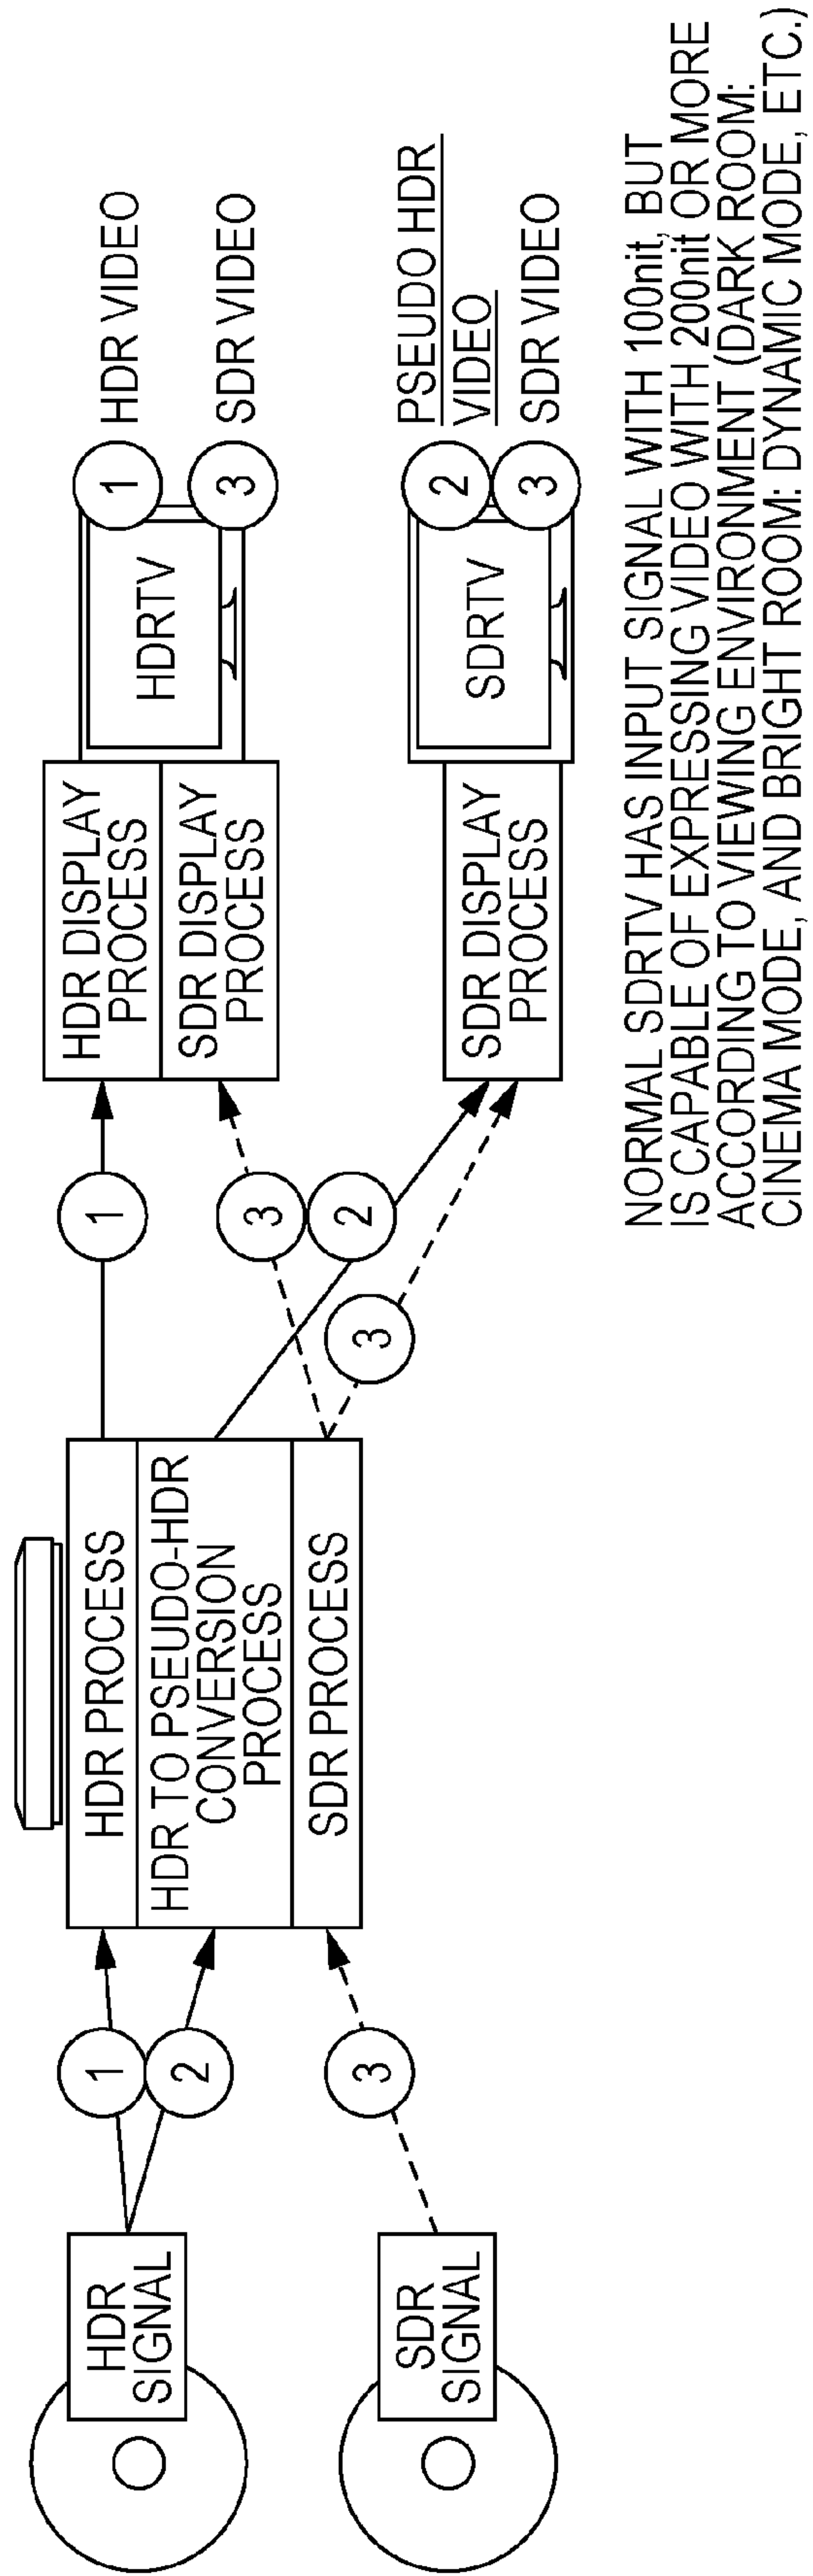 HDR
SIGNAL
SDR
SIGNAL
1
2
3
HDR PROCESS
HDR TO PSEUDO-HDR
CONVERSION
PROCESS
SDR PROCESS
1
3
2
3
HDR DISPLAY
PROCESS
SDR DISPLAY
PROCESS
SDR DISPLAY
PROCESS
HDRTV
SDRTV
1
3
2
3
HDR VIDEO
SDR VIDEO
PSEUDO HDR
VIDEO
SDR VIDEO
NORMAL SDRTV HAS INPUT SIGNAL WITH 100nit, BUT
IS CAPABLE OF EXPRESSING VIDEO WITH 200nit OR MORE
ACCORDING TO VIEWING ENVIRONMENT (DARK ROOM:
CINEMA MODE, AND BRIGHT ROOM: DYNAMIC MODE, ETC.)